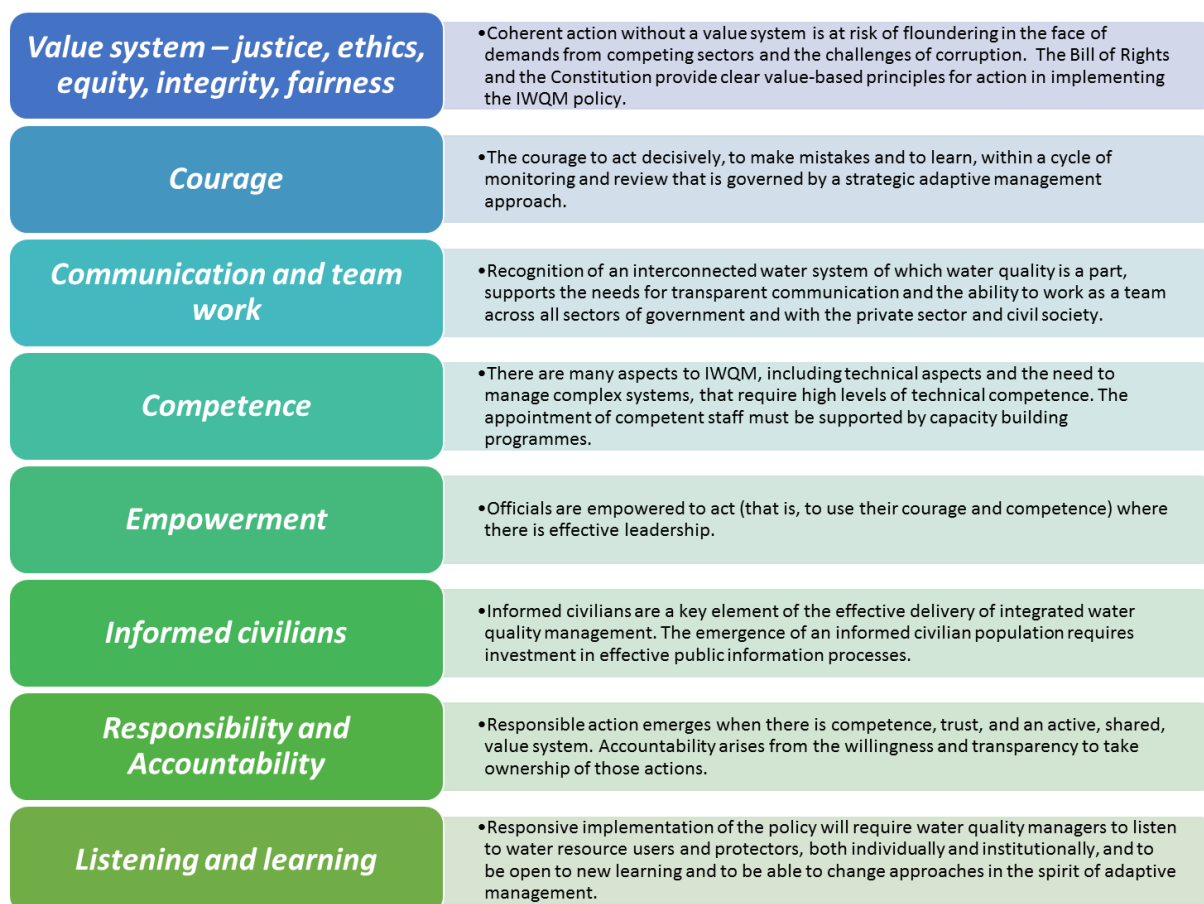 Value system – justice, ethics,
equity, integrity, fairness
•Coherent action without a value system is at risk of floundering in the face of
demands from competing sectors and the challenges of corruption.  The Bill of Rights
and the Constitution provide clear value-based principles for action in implementing
the IWQM policy.
Courage
•The courage to act decisively, to make mistakes and to learn, within a cycle of
monitoring and review that is governed by a strategic adaptive management
approach.
Communication and team
work
•Recognition of an interconnected water system of which water quality is a part,
supports the needs for transparent communication and the ability to work as a team
across all sectors of government and with the private sector and civil society.
Competence
•There are many aspects to IWQM, including technical aspects and the need to
manage complex systems, that require high levels of technical competence. The
appointment of competent staff must be supported by capacity building
programmes.
Empowerment
•Officials are empowered to act (that is, to use their courage and competence) where
there is effective leadership.
Informed civilians
•Informed civilians are a key element of the effective delivery of integrated water
quality management. The emergence of an informed civilian population requires
investment in effective public information processes.
Responsibility and
Accountability
•Responsible action emerges when there is competence, trust, and an active, shared,
value system. Accountability arises from the willingness and transparency to take
ownership of those actions.
Listening and learning
•Responsive implementation of the policy will require water quality managers to listen
to water resource users and protectors, both individually and institutionally, and to
be open to new learning and to be able to change approaches in the spirit of adaptive
management.